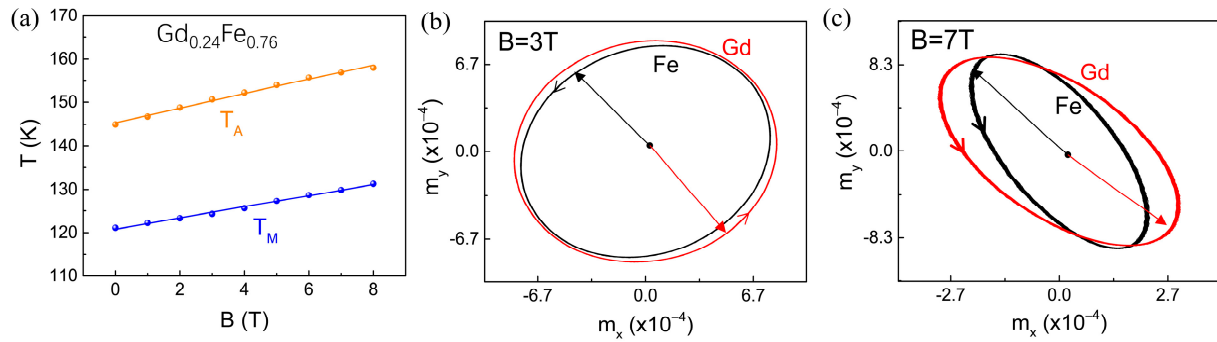 (a)
Gd0.24Fe0.76
T (K)
170
160
150
140
130
120
110
TA
TM
0 2 4 6 8
B (T)
(b)
B=3T
Gd
Fe
my (x10−4)
6.7
0.0
-6.7
-6.7 0.0 6.7
mx (x10−4)
(c)
B=7T
Gd
Fe
my (x10−4)
8.3
0.0
-8.3
-2.7 0.0 2.7
mx (x10−4)